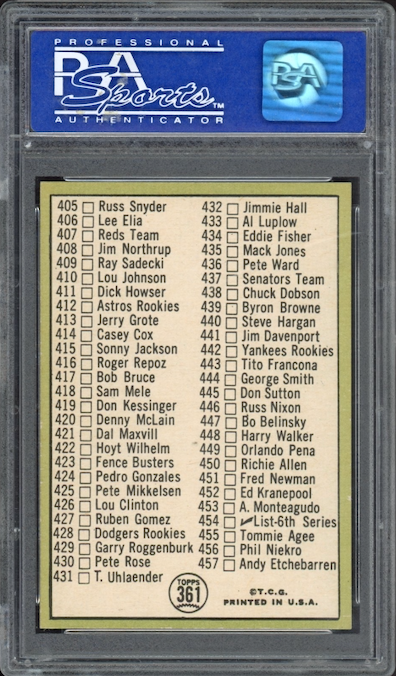 PROFESSIONAL
PSA
Sports™
AUTHENTICATOR
PSA
405 Russ Snyder
406 Lee Elia
407 Reds Team
408 Jim Northrup
409 Ray Sadecki
410 Lou Johnson
411 Dick Howser
412 Astros Rookies
413 Jerry Grote
414 Casey Cox
415 Sonny Jackson
416 Roger Repoz
417 Bob Bruce
418 Sam Mele
419 Don Kessinger
420 Denny McLain
421 Dal Maxvill
422 Hoyt Wilhelm
423 Fence Busters
424 Pedro Gonzales
425 Pete Mikkelsen
426 Lou Clinton
427 Ruben Gomez
428 Dodgers Rookies
429 Garry Roggenburk
430 Pete Rose
431 T. Uhlaender
432 Jimmie Hall
433 Al Luplow
434 Eddie Fisher
435 Mack Jones
436 Pete Ward
437 Senators Team
438 Chuck Dobson
439 Byron Browne
440 Steve Hargan
441 Jim Davenport
442 Yankees Rookies
443 Tito Francona
444 George Smith
445 Don Sutton
446 Russ Nixon
447 Bo Belinsky
448 Harry Walker
449 Orlando Pena
450 Richie Allen
451 Fred Newman
452 Ed Kranepool
453 A. Monteagudo
454 List-6th Series
455 Tommie Agee
456 Phil Niekro
457 Andy Etchebarren
TOPPS
361
©T.C.G.
PRINTED IN U.S.A.